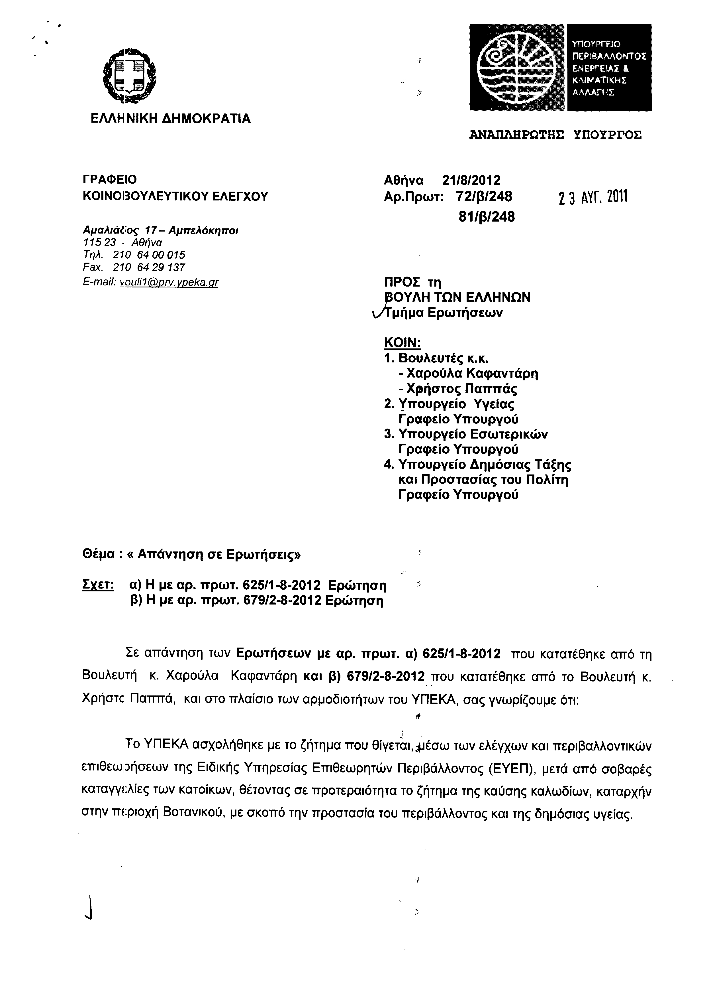 ΥΠΟΥΡΓΕΙΟ
ΠΕΡΙΒΑΛΛΟΝΤΟΣ
ΕΝΕΡΓΕΙΑΣ &
ΚΛΙΜΑΤΙΚΗΣ
ΑΛΛΑΓΗΣ
ΕΛΛΗΝΙΚΗ ΔΗΜΟΚΡΑΤΙΑ
ΑΝΑΠΛΗΡΩΤΗΣ ΥΠΟΥΡΓΟΣ
ΓΡΑΦΕΙΟ
ΚΟΙΝΟΒΟΥΛΕΥΤΙΚΟΥ ΕΛΕΓΧΟΥ
Αμαλιάδος 17 – Αμπελόκηποι
115 23 - Αθήνα
Τηλ. 210 64 00 015
Fax. 210 64 29 137
E-mail: vouli1@prv.ypeka.gr
Αθήνα 21/8/2012
Αρ.Πρωτ: 72/β/248
81/β/248
23 ΑΥΓ. 2011
ΠΡΟΣ τη
ΒΟΥΛΗ ΤΩΝ ΕΛΛΗΝΩΝ
Τμήμα Ερωτήσεων
ΚΟΙΝ:
1. Βουλευτές κ.κ.
- Χαρούλα Καφαντάρη
- Χρήστος Παππάς
2. Υπουργείο Υγείας
Γραφείο Υπουργού
3. Υπουργείο Εσωτερικών
Γραφείο Υπουργού
4. Υπουργείο Δημόσιας Τάξης
και Προστασίας του Πολίτη
Γραφείο Υπουργού
Θέμα : « Απάντηση σε Ερωτήσεις»
Σχετ: α) Η με αρ. πρωτ. 625/1-8-2012 Ερώτηση
β) Η με αρ. πρωτ. 679/2-8-2012 Ερώτηση
Σε απάντηση των Ερωτήσεων με αρ. πρωτ. α) 625/1-8-2012 που κατατέθηκε από τη
Βουλευτή κ. Χαρούλα Καφαντάρη και β) 679/2-8-2012 που κατατέθηκε από το Βουλευτή κ.
Χρήστο Παππά, και στο πλαίσιο των αρμοδιοτήτων του ΥΠΕΚΑ, σας γνωρίζουμε ότι:
Το ΥΠΕΚΑ ασχολήθηκε με το ζήτημα που θίγεται, μέσω των ελέγχων και περιβαλλοντικών
επιθεωρήσεων της Ειδικής Υπηρεσίας Επιθεωρητών Περιβάλλοντος (ΕΥΕΠ), μετά από σοβαρές
καταγγελίες των κατοίκων, θέτοντας σε προτεραιότητα το ζήτημα της καύσης καλωδίων, καταρχήν
στην περιοχή Βοτανικού, με σκοπό την προστασία του περιβάλλοντος και της δημόσιας υγείας.